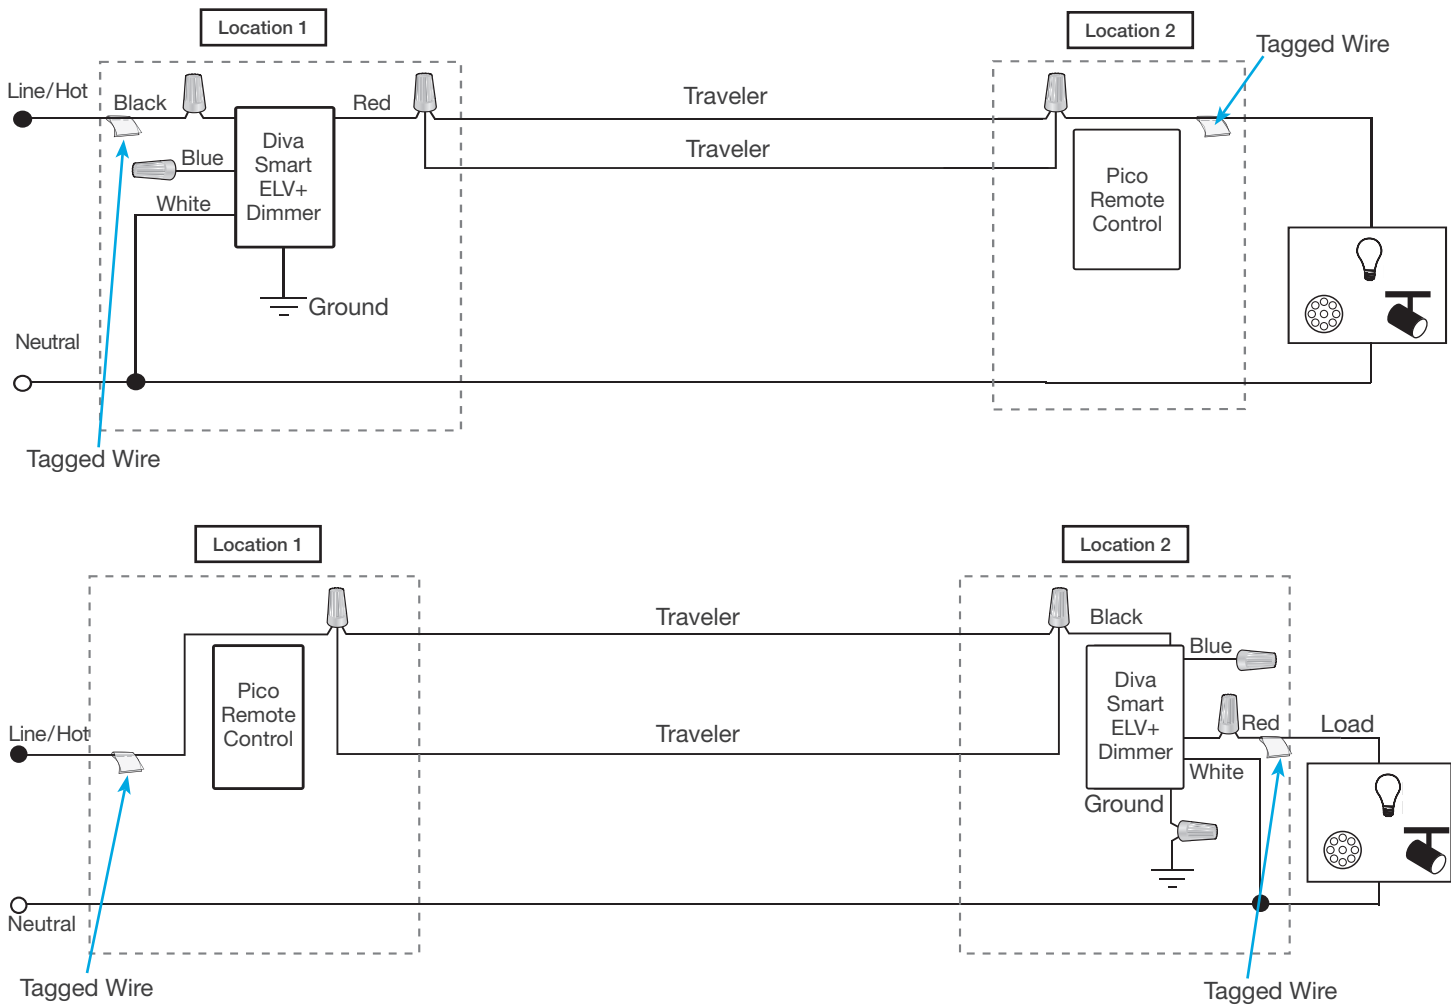 Location 1
Location 2
Tagged Wire
Line/Hot
Black
Red
Traveler
Blue
Diva
Smart
ELV+
Dimmer
Traveler
Pico
Remote
Control
White
Ground
Neutral
Tagged Wire
Location 1
Location 2
Traveler
Black
Blue
Pico
Remote
Control
Diva
Smart
ELV+
Dimmer
Line/Hot
Traveler
Red
Load
White
Ground
Neutral
Tagged Wire
Tagged Wire